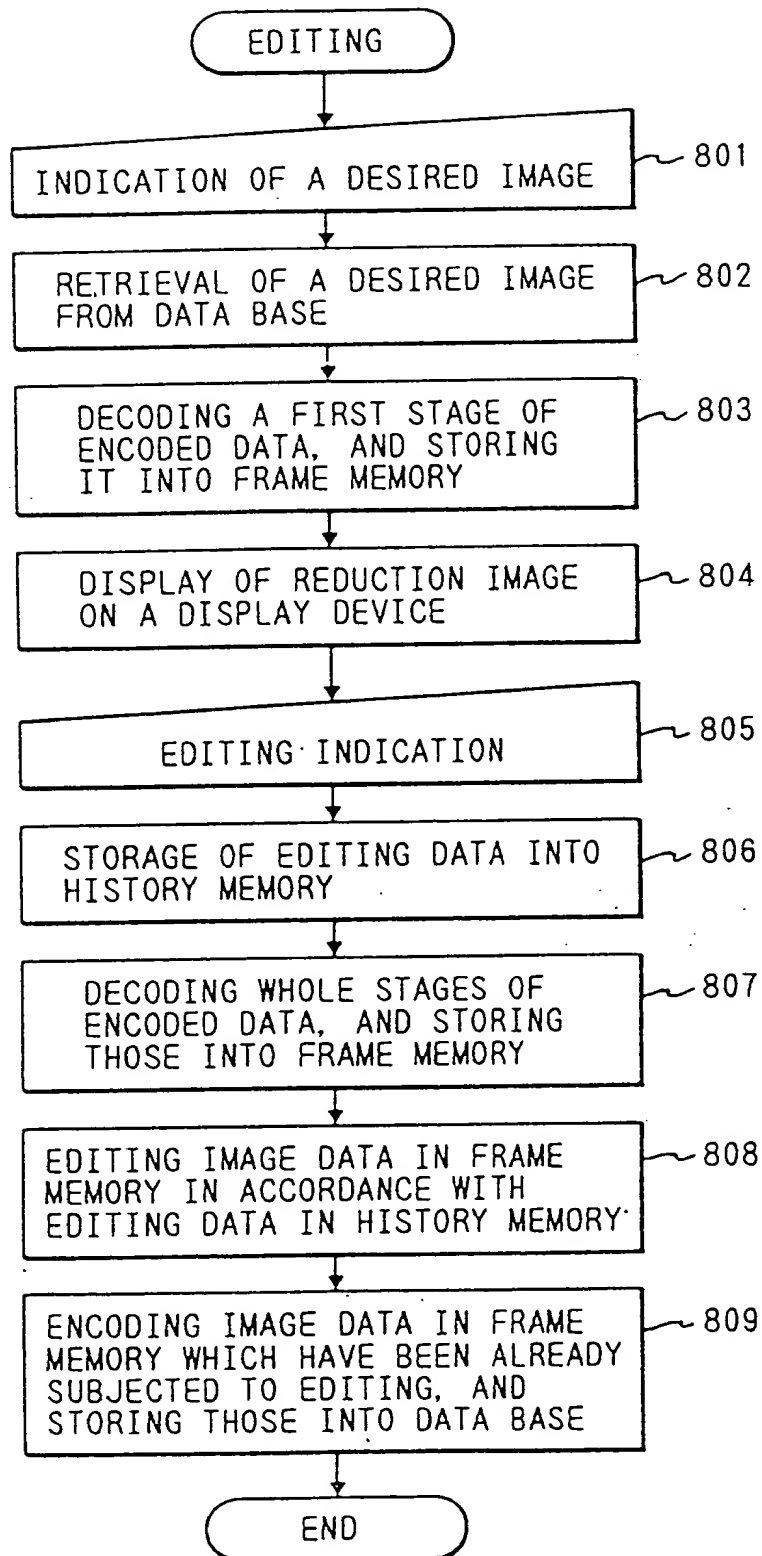 EDITING
INDICATION OF A DESIRED IMAGE
801
RETRIEVAL OF A DESIRED IMAGE
FROM DATA BASE
802
DECODING A FIRST STAGE OF
ENCODED DATA, AND STORING
IT INTO FRAME MEMORY
803
DISPLAY OF REDUCTION IMAGE
ON A DISPLAY DEVICE
804
EDITING INDICATION
805
STORAGE OF EDITING DATA INTO
HISTORY MEMORY
806
DECODING WHOLE STAGES OF
ENCODED DATA, AND STORING
THOSE INTO FRAME MEMORY
807
EDITING IMAGE DATA IN FRAME
MEMORY IN ACCORDANCE WITH
EDITING DATA IN HISTORY MEMORY
808
ENCODING IMAGE DATA IN FRAME
MEMORY WHICH HAVE BEEN ALREADY
SUBJECTED TO EDITING, AND
STORING THOSE INTO DATA BASE
809
END